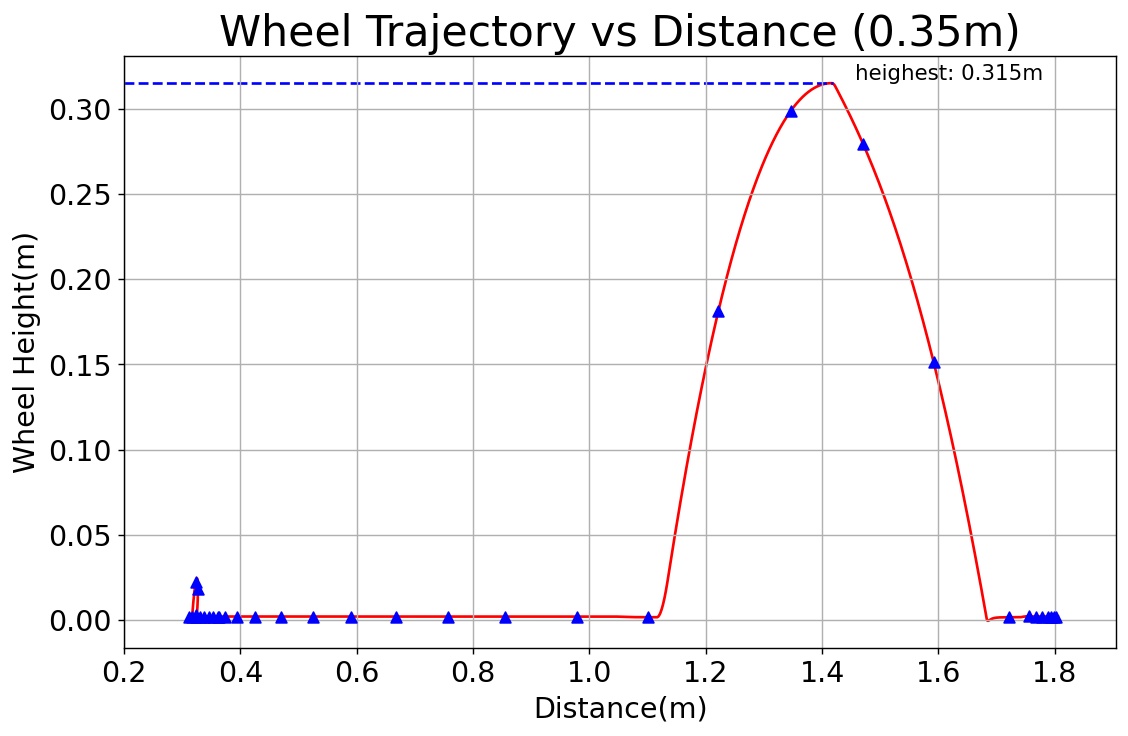 Wheel Trajectory vs Distance (0.35m)
heighest: 0.315m
Wheel Height(m)
0.30
0.25
0.20
0.15
0.10
0.05
0.00
0.2 0.4 0.6 0.8 1.0 1.2 1.4 1.6 1.8
Distance(m)